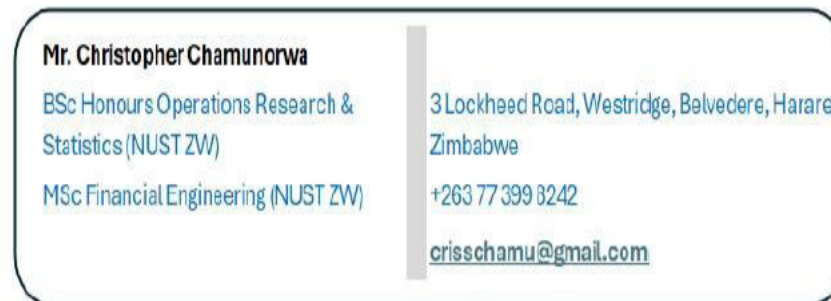 Mr. Christopher Chamunorwa
BSc Honours Operations Research &
Statistics (NUST ZW)
MSc Financial Engineering (NUST ZW)
3 Lockheed Road, Westridge, Belvedere, Harare
Zimbabwe
+263 77 399 8242
crisschamu@gmail.com